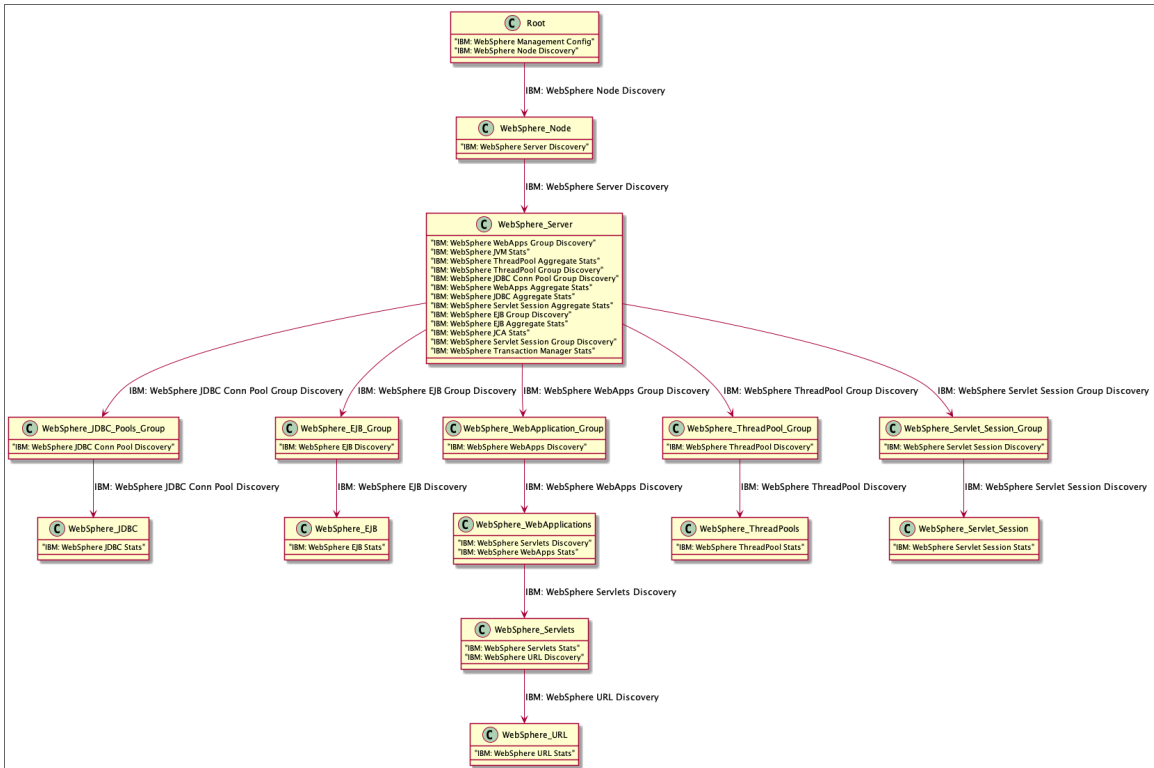 C Root
"IBM: WebSphere Management Config"
"IBM: WebSphere Node Discovery"
IBM: WebSphere Node Discovery
C WebSphere_Node
"IBM: WebSphere Server Discovery"
IBM: WebSphere Server Discovery
C WebSphere_Server
"IBM: WebSphere WebApps Group Discovery"
"IBM: WebSphere JVM Stats"
"IBM: WebSphere ThreadPool Aggregate Stats"
"IBM: WebSphere ThreadPool Group Discovery"
"IBM: WebSphere JDBC Conn Pool Group Discovery"
"IBM: WebSphere WebApps Aggregate Stats"
"IBM: WebSphere JDBC Aggregate Stats"
"IBM: WebSphere Servlet Session Aggregate Stats"
"IBM: WebSphere EJB Group Discovery"
"IBM: WebSphere EJB Aggregate Stats"
"IBM: WebSphere JCA Stats"
"IBM: WebSphere Servlet Session Group Discovery"
"IBM: WebSphere Transaction Manager Stats"
IBM: WebSphere JDBC Conn Pool Group Discovery
IBM: WebSphere EJB Group Discovery
IBM: WebSphere WebApps Group Discovery
IBM: WebSphere ThreadPool Group Discovery
IBM: WebSphere Servlet Session Group Discovery
C WebSphere_JDBC_Pools_Group
"IBM: WebSphere JDBC Conn Pool Discovery"
C WebSphere_EJB_Group
"IBM: WebSphere EJB Discovery"
C WebSphere_WebApplication_Group
"IBM: WebSphere WebApps Discovery"
C WebSphere_ThreadPool_Group
"IBM: WebSphere ThreadPool Discovery"
C WebSphere_Servlet_Session_Group
"IBM: WebSphere Servlet Session Discovery"
IBM: WebSphere JDBC Conn Pool Discovery
IBM: WebSphere EJB Discovery
IBM: WebSphere WebApps Discovery
IBM: WebSphere ThreadPool Discovery
IBM: WebSphere Servlet Session Discovery
C WebSphere_JDBC
"IBM: WebSphere JDBC Stats"
C WebSphere_EJB
"IBM: WebSphere EJB Stats"
C WebSphere_WebApplications
"IBM: WebSphere Servlets Discovery"
"IBM: WebSphere WebApps Stats"
C WebSphere_ThreadPools
"IBM: WebSphere ThreadPool Stats"
C WebSphere_Servlet_Session
"IBM: WebSphere Servlet Session Stats"
IBM: WebSphere Servlets Discovery
C WebSphere_Servlets
"IBM: WebSphere Servlets Stats"
"IBM: WebSphere URL Discovery"
IBM: WebSphere URL Discovery
C WebSphere_URL
"IBM: WebSphere URL Stats"